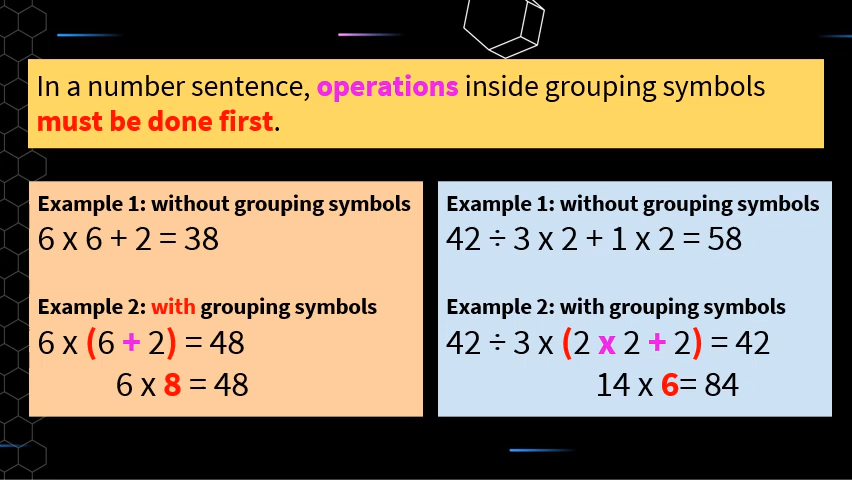 In a number sentence, operations inside grouping symbols
must be done first.
Example 1: without grouping symbols
6 x 6 + 2 = 38
Example 2: with grouping symbols
6 x (6 + 2) = 48
6 x 8 = 48
Example 1: without grouping symbols
42 ÷ 3 x 2 + 1 x 2 = 58
Example 2: with grouping symbols
42 ÷ 3 x (2 x 2 + 2) = 42
14 x 6= 84